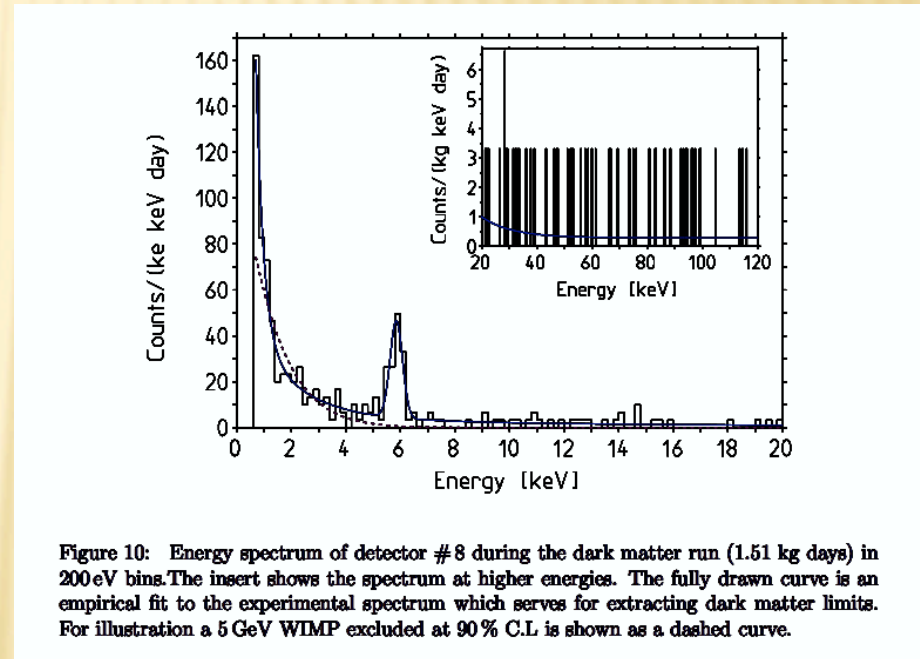 160
140
120
100
80
60
40
20
0
Counts/(ke keV day)
0 2 4 6 8 10 12 14 16 18 20
Energy [keV]
6
5
4
3
2
1
0
Counts/(kg keV day)
20 40 60 80 100 120
Energy [keV]
Figure 10: Energy spectrum of detector #8 during the dark matter run (1.51 kg days) in
200 eV bins.The insert shows the spectrum at higher energies. The fully drawn curve is an
empirical fit to the experimental spectrum which serves for extracting dark matter limits.
For illustration a 5 GeV WIMP excluded at 90 % C.L is shown as a dashed curve.